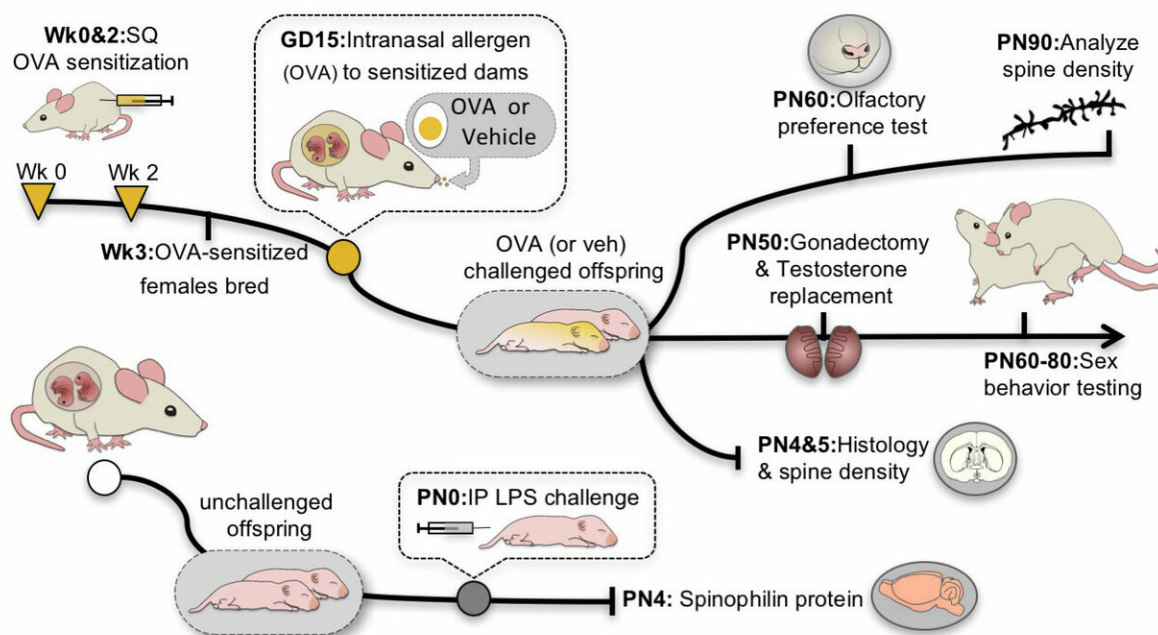 Wk0&2:SQ
OVA sensitization
Wk 0
Wk 2
Wk3:OVA-sensitized
females bred
GD15:Intranasal allergen
(OVA) to sensitized dams
OVA or
Vehicle
OVA (or veh)
challenged offspring
PN60:Olfactory
preference test
PN90:Analyze
spine density
PN50:Gonadectomy
& Testosterone
replacement
PN60-80:Sex
behavior testing
PN4&5:Histology
& spine density
unchallenged
offspring
PN0:IP LPS challenge
PN4: Spinophilin protein